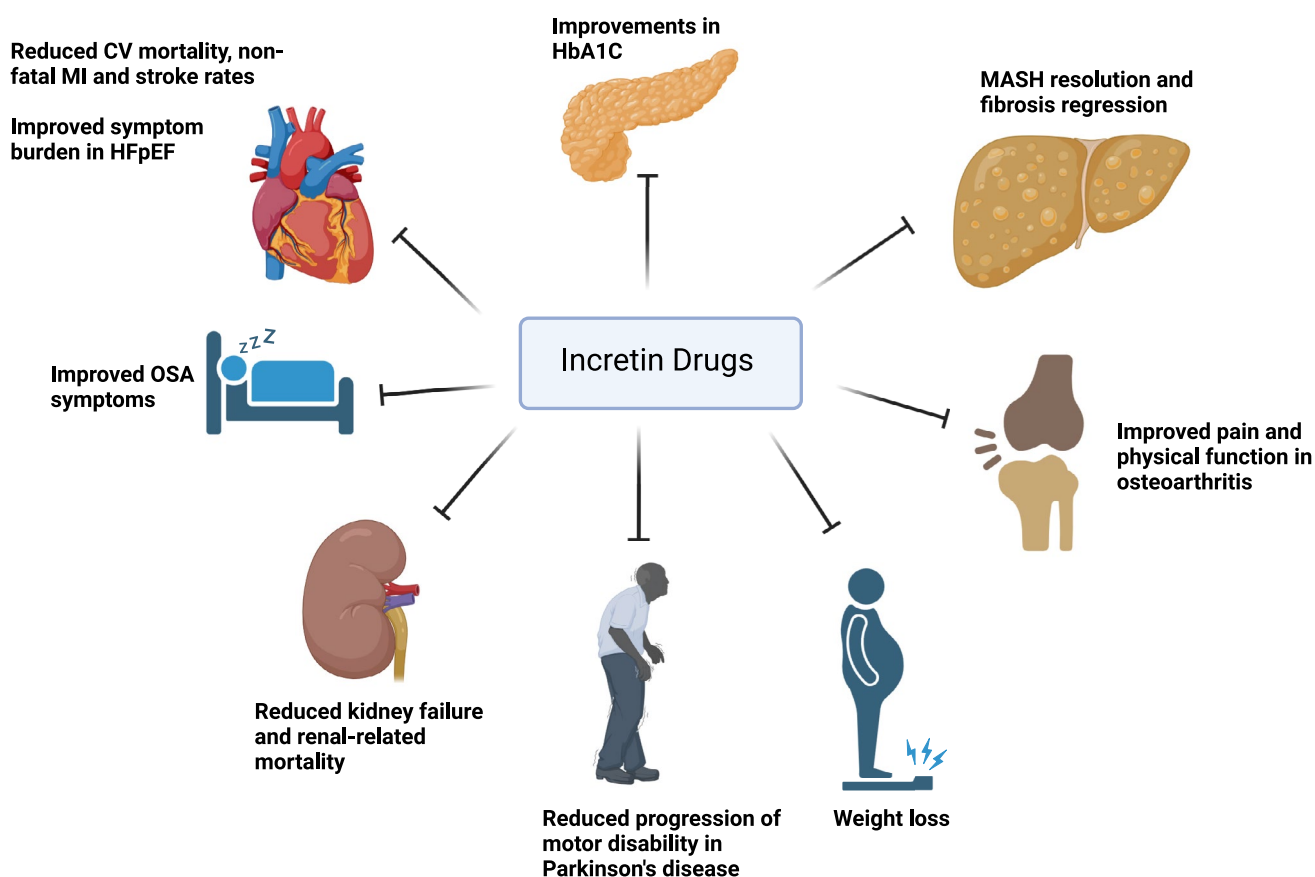 Reduced CV mortality, non-
fatal MI and stroke rates
Improved symptom
burden in HFpEF
Improvements in
HbA1C
MASH resolution and
fibrosis regression
zzZ
Improved OSA
symptoms
Incretin Drugs
Improved pain and
physical function in
osteoarthritis
Reduced kidney failure
and renal-related
mortality
Reduced progression of
motor disability in
Parkinson's disease
Weight loss